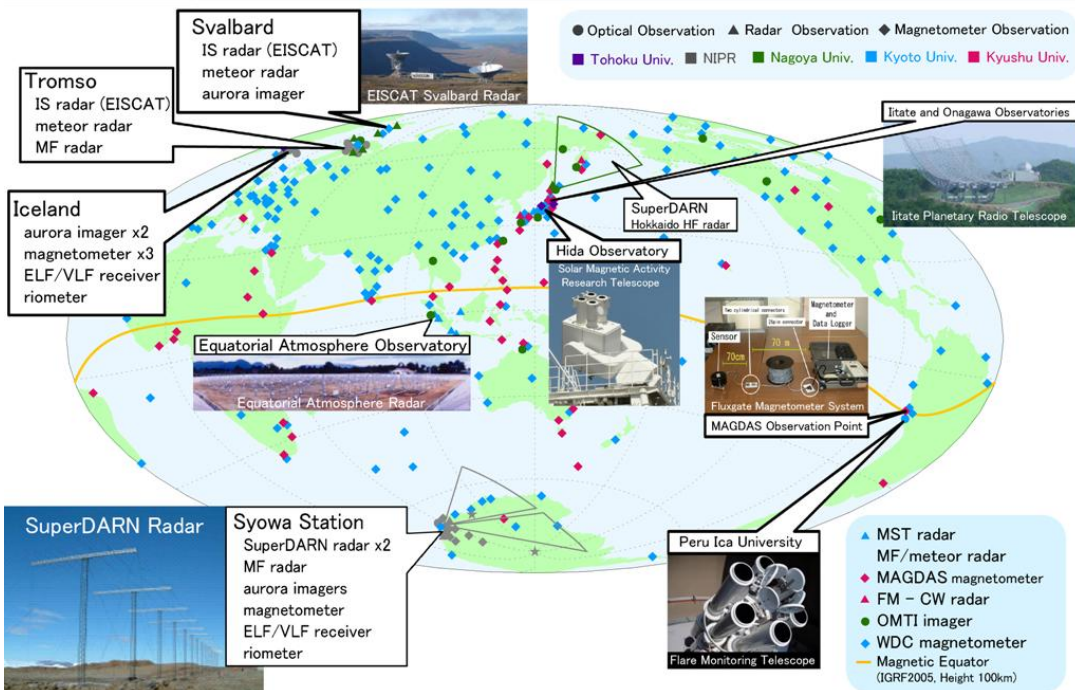 Svalbard
IS radar (EISCAT)
meteor radar
aurora imager
EISCAT Svalbard Radar
Optical Observation
Radar Observation
Magnetometer Observation
Tohoku Univ.
NIPR
Nagoya Univ.
Kyoto Univ.
Kyushu Univ.
Tromso
IS radar (EISCAT)
meteor radar
MF radar
Iitate and Onagawa Observatories
Iitate Planetary Radio Telescope
Iceland
aurora imager x2
magnetometer x3
ELF/VLF receiver
riometer
SuperDARN
Hokkaido HF radar
Hida Observatory
Solar Magnetic Activity
Research Telescope
Equatorial Atmosphere Observatory
Equatorial Atmosphere Radar
Two cylindrical connectors
Magnetometer
and
Data Logger
Sensor
70 m
70cm
Fluxgate Magnetometer System
MAGDAS Observation Point
SuperDARN Radar
Syowa Station
SuperDARN radar x2
MF radar
aurora imagers
magnetometer
ELF/VLF receiver
riometer
Peru Ica University
Flare Monitoring Telescope
MST radar
MF/meteor radar
MAGDAS magnetometer
FM - CW radar
OMTI imager
WDC magnetometer
Magnetic Equator
(IGRF2005, Height 100km)